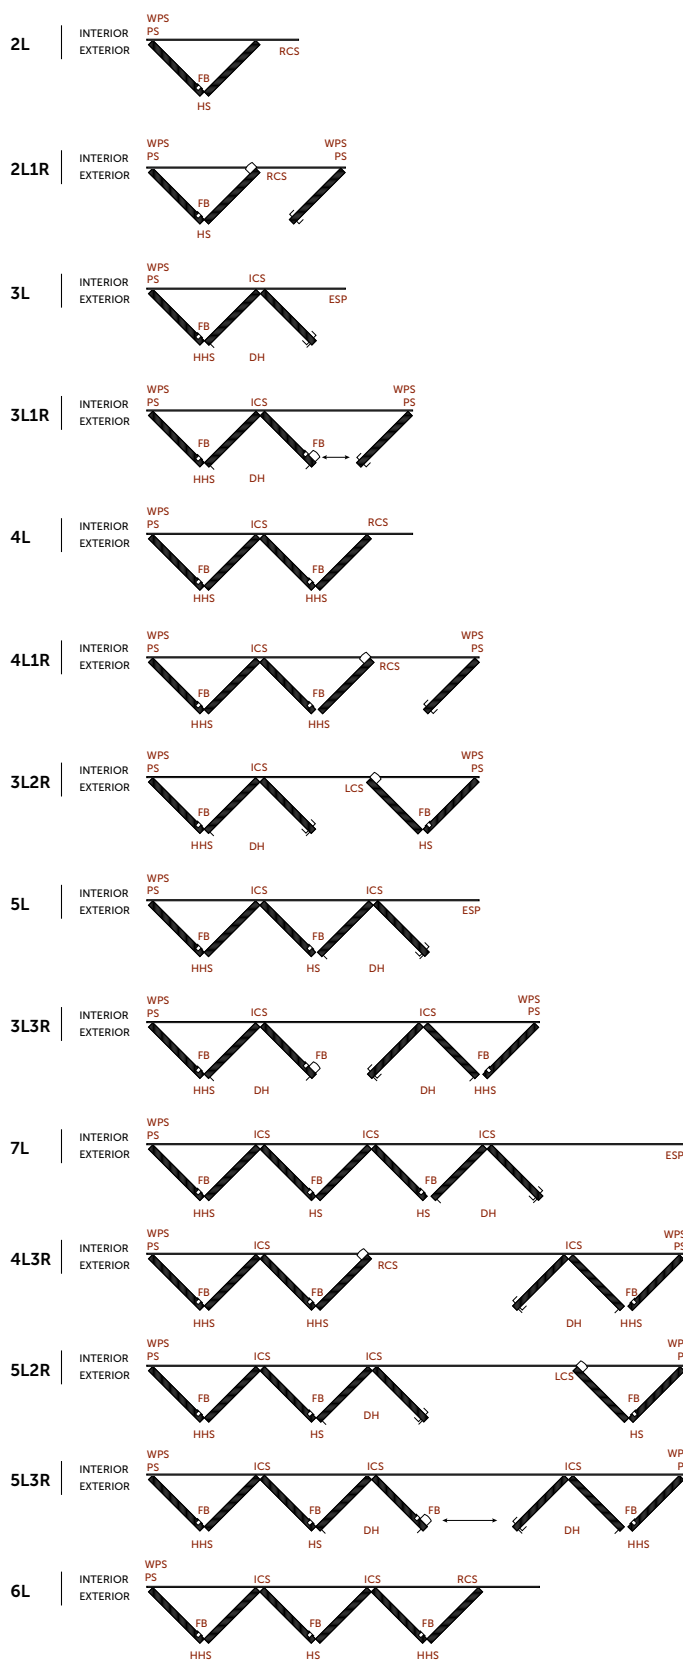 WPS
PS
2L INTERIOR
EXTERIOR
RCS
FB
HS
WPS WPS
PS PS
2L1R INTERIOR
EXTERIOR
RCS
FB
HS
WPS
PS ICS
3L INTERIOR
EXTERIOR ESP
FB
HHS DH
WPS WPS
PS ICS PS
3L1R INTERIOR
EXTERIOR
FB FB
HHS DH
WPS
PS ICS RCS
4L INTERIOR
EXTERIOR
FB FB
HHS HHS
WPS WPS
PS ICS PS
4L1R INTERIOR
EXTERIOR RCS
FB FB
HHS HHS
WPS WPS
PS ICS PS
3L2R INTERIOR
EXTERIOR LCS
FB FB
HHS DH HS
WPS
PS ICS ICS
5L INTERIOR
EXTERIOR ESP
FB FB
HHS HS DH
WPS WPS
PS ICS ICS PS
3L3R INTERIOR
EXTERIOR
FB FB FB
HHS DH DH HHS
WPS
PS ICS ICS ICS
7L INTERIOR
EXTERIOR ESP
FB FB FB
HHS HS HS DH
WPS WPS
PS ICS ICS
4L3R INTERIOR
EXTERIOR RCS
FB FB FB
HHS HHS DH HHS
WPS
PS ICS ICS
5L2R INTERIOR
EXTERIOR LCS
FB FB FB
HHS HS DH HS
WPS
PS ICS ICS ICS
5L3R INTERIOR
EXTERIOR
FB FB FB FB
HHS HS DH DH HHS
WPS
PS ICS ICS RCS
6L INTERIOR
EXTERIOR
FB FB FB
HHS HS HHS